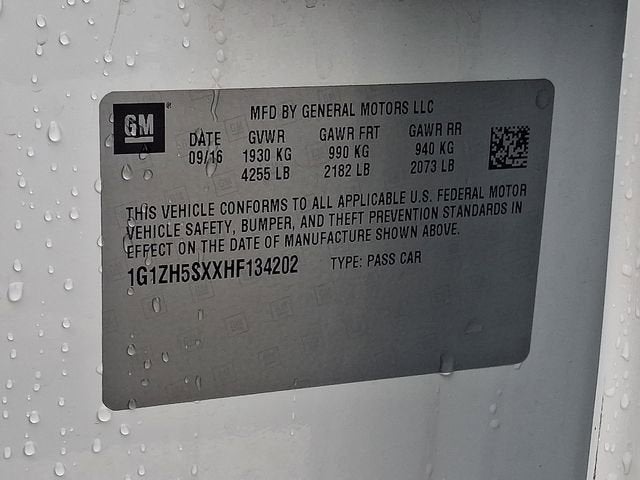 GM
MFD BY GENERAL MOTORS LLC
DATE GVWR GAWR FRT GAWR RR
09/16 1930 KG 990 KG 940 KG
4255 LB 2182 LB 2073 LB
THIS VEHICLE CONFORMS TO ALL APPLICABLE U.S. FEDERAL MOTOR
VEHICLE SAFETY, BUMPER, AND THEFT PREVENTION STANDARDS IN
EFFECT ON THE DATE OF MANUFACTURE SHOWN ABOVE.
1G1ZH5SXXHF134202 TYPE: PASS CAR